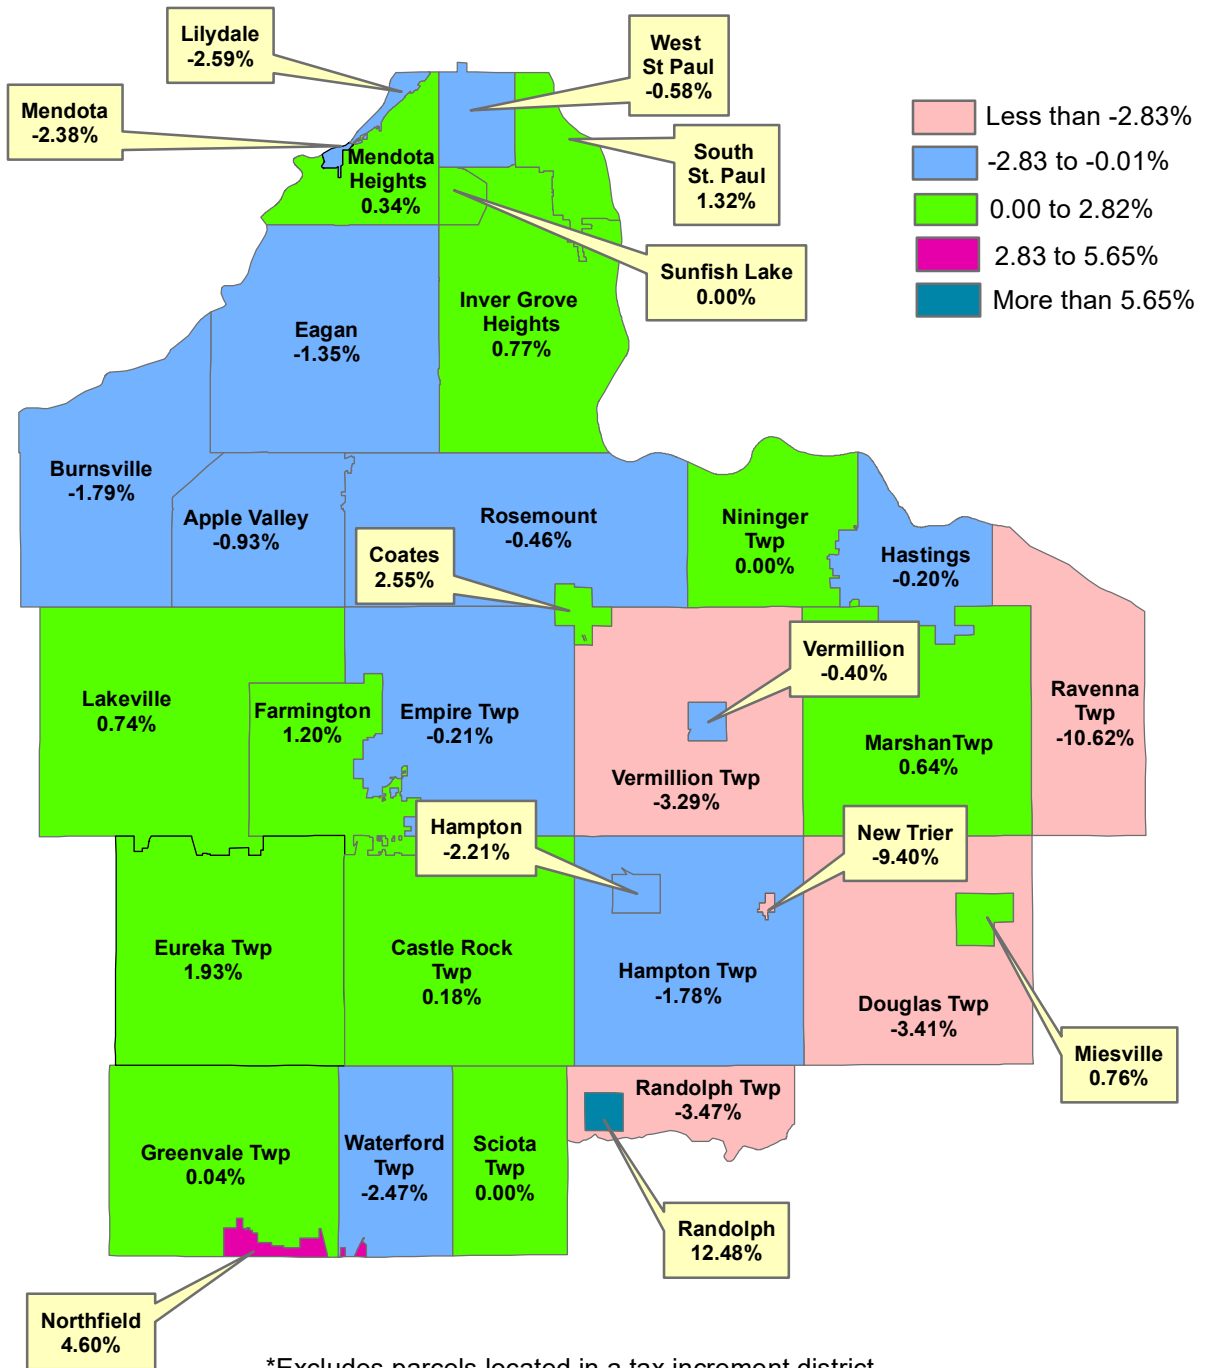 Lilydale
-2.59%
West
St Paul
-0.58%
Mendota
-2.38%
Less than -2.83%
-2.83 to -0.01%
0.00 to 2.82%
2.83 to 5.65%
More than 5.65%
South
St. Paul
1.32%
Mendota
Heights
0.34%
Sunfish Lake
0.00%
Inver Grove
Heights
0.77%
Eagan
-1.35%
Burnsville
-1.79%
Apple Valley
-0.93%
Rosemount
-0.46%
Coates
2.55%
Nininger
Twp
0.00%
Hastings
-0.20%
Vermillion
-0.40%
Lakeville
0.74%
Farmington
1.20%
Empire Twp
-0.21%
Vermillion Twp
-3.29%
MarshanTwp
0.64%
Ravenna
Twp
-10.62%
Hampton
-2.21%
New Trier
-9.40%
Eureka Twp
1.93%
Castle Rock
Twp
0.18%
Hampton Twp
-1.78%
Douglas Twp
-3.41%
Miesville
0.76%
Randolph Twp
-3.47%
Greenvale Twp
0.04%
Waterford
Twp
-2.47%
Sciota
Twp
0.00%
Randolph
12.48%
Northfield
4.60%
*Excludes parcels located in a tax increment district